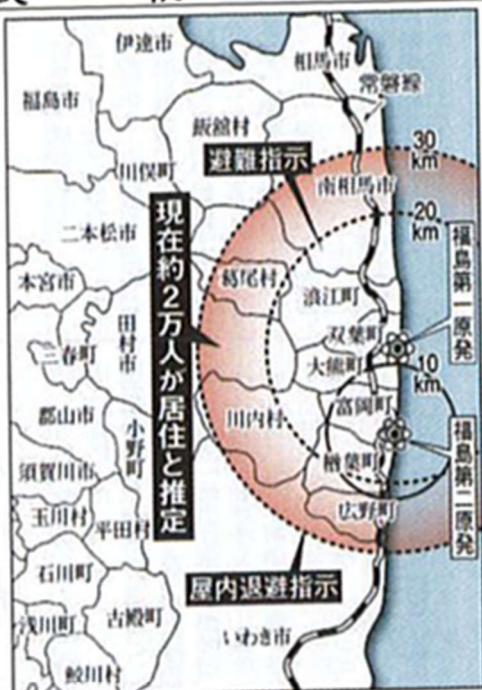 伊達市
相馬市
常磐線
福島市
飯舘村
避難指示
30
km
川俣町
南相馬市
20
km
二本松市
現在約2万人が居住と推定
福島第一原発
本宮市
葛尾村
浪江町
田村市
双葉町
三春町
大熊町
10
km
富岡町
郡山市
小野町
川内村
福島第二原発
須賀川市
楢葉町
玉川村
平田村
広野町
石川町
屋内退避指示
浅川町
古殿町
いわき市
鮫川村